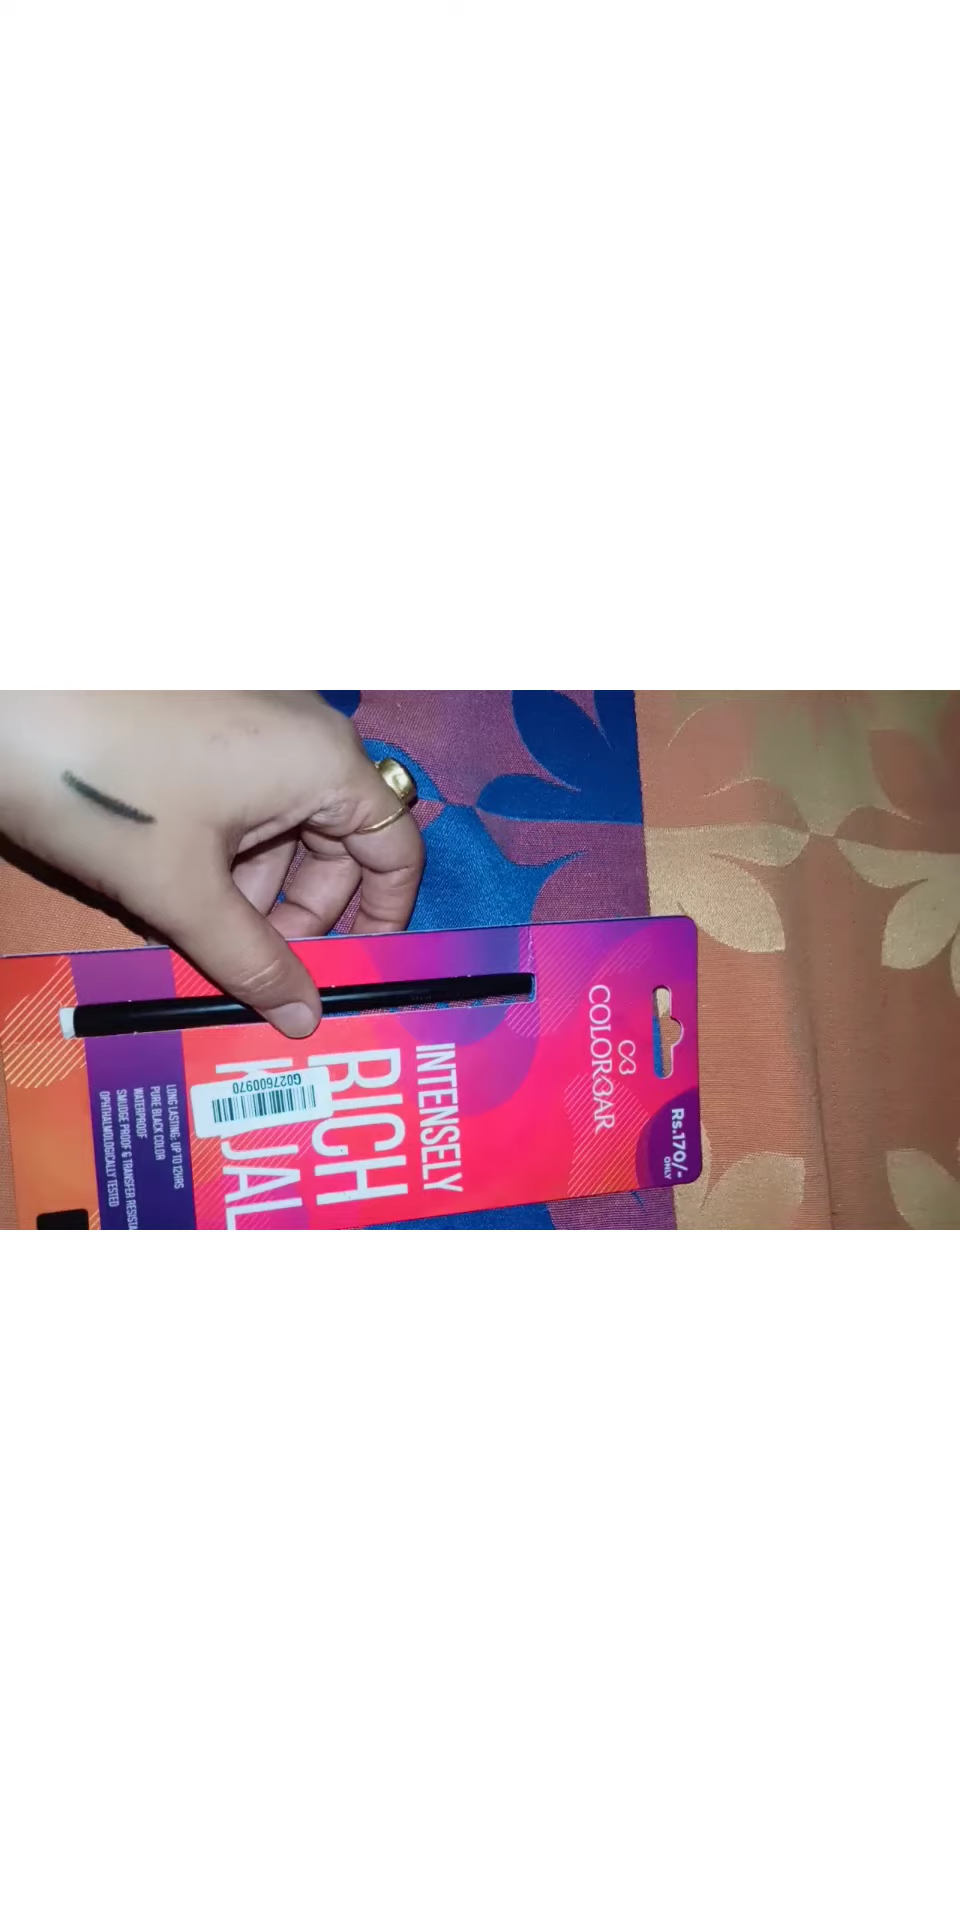 Rs.170/-
ONLY
COLORBAR
INTENSELY
RICH
KAJAL
G027600970
LONG LASTING: UP TO 12HRS
PURE BLACK COLOR
WATERPROOF
SMUDGE PROOF & TRANSFER RESISTA
OPHTHALMOLOGICALLY TESTED